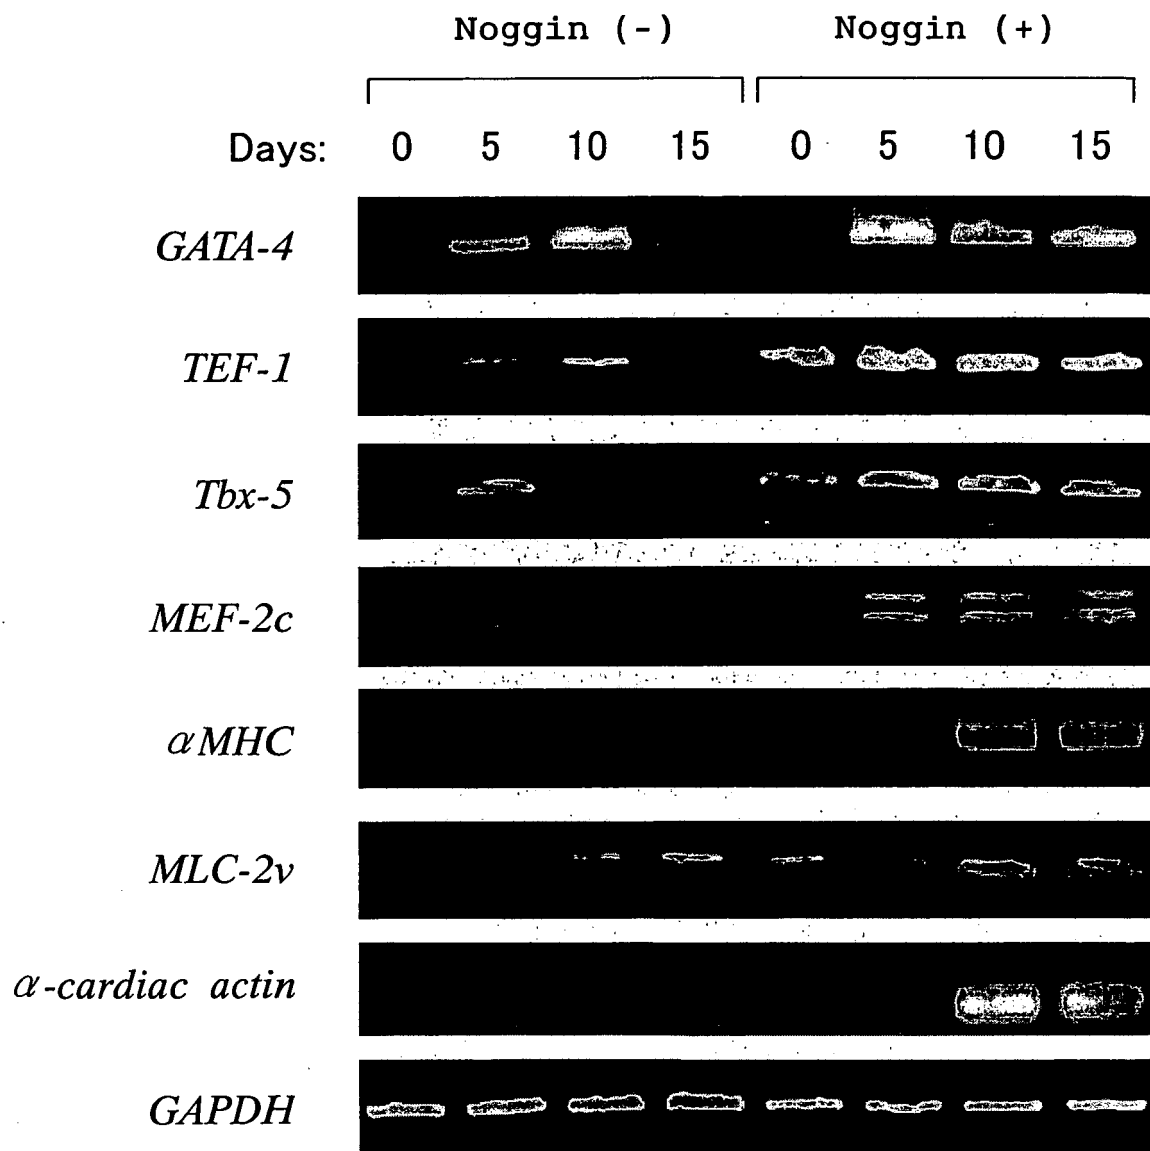 Noggin (-) Noggin (+)
Days: 0 5 10 15 0 5 10 15
GATA-4
TEF-1
Tbx-5
MEF-2c
αMHC
MLC-2v
α-cardiac actin
GAPDH